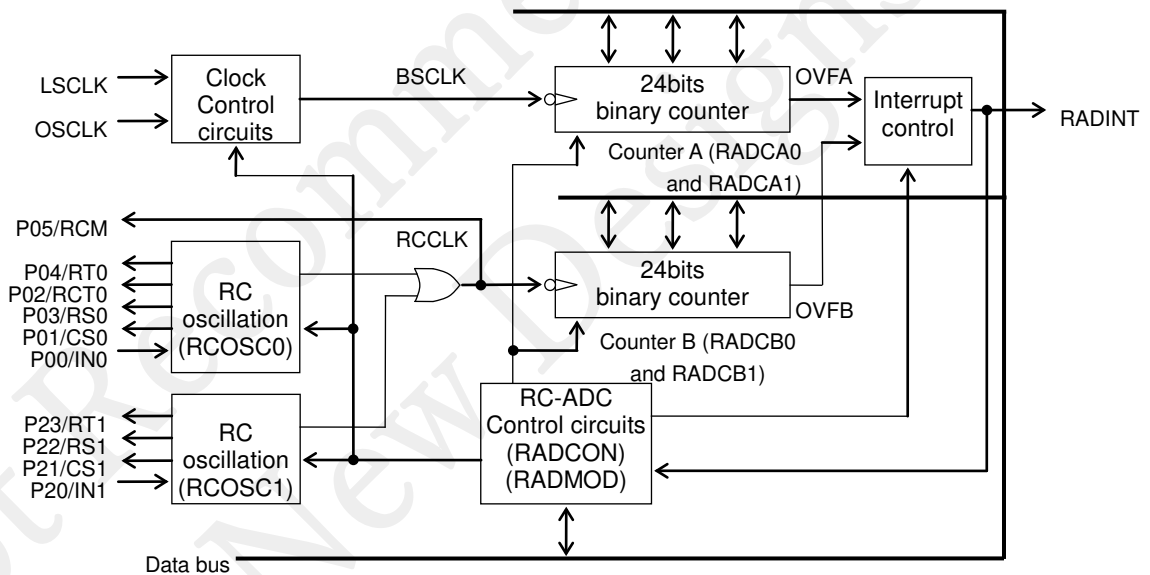 LSCLK
OSCLK
Clock
Control
circuits
BSCLK
24bits
binary counter
OVFA
Interrupt
control
RADINT
Counter A (RADCA0
and RADCA1)
P05/RCM
RCCLK
P04/RT0
P02/RCT0
P03/RS0
P01/CS0
P00/IN0
RC
oscillation
(RCOSC0)
24bits
binary counter
OVFB
Counter B (RADCB0
and RADCB1)
P23/RT1
P22/RS1
P21/CS1
P20/IN1
RC
oscillation
(RCOSC1)
RC-ADC
Control circuits
(RADCON)
(RADMOD)
Data bus